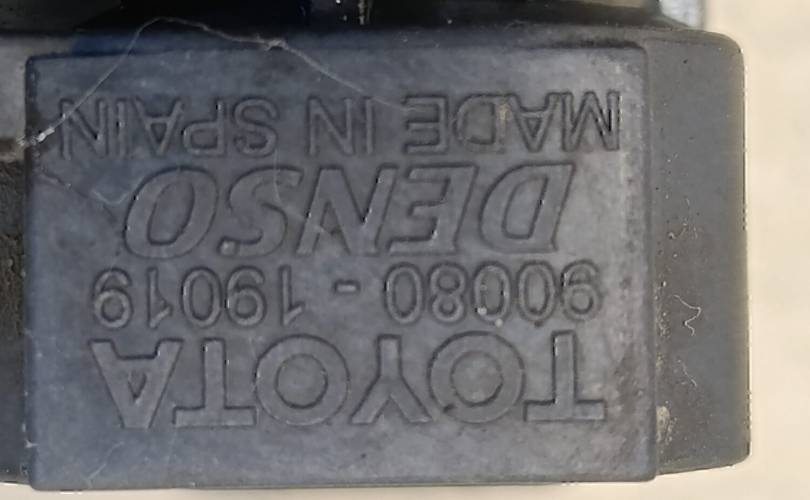 TOYOTA
90080-19019
DENSO
MADE IN SPAIN